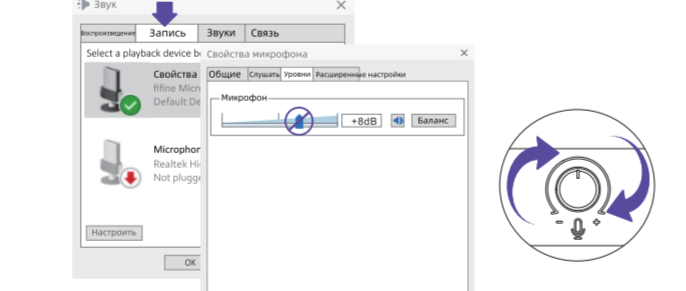 Звук
Воспроизведение Запись Звуки Связь
Select a playback device b
Свойства
fifine Micr
Default De
Microphor
Realtek Hi
Not plugge
Настроить
ОК
Свойства микрофона
Общие Слушать Уровни Расширенные настройки
Микрофон
+8dB Баланс
- +